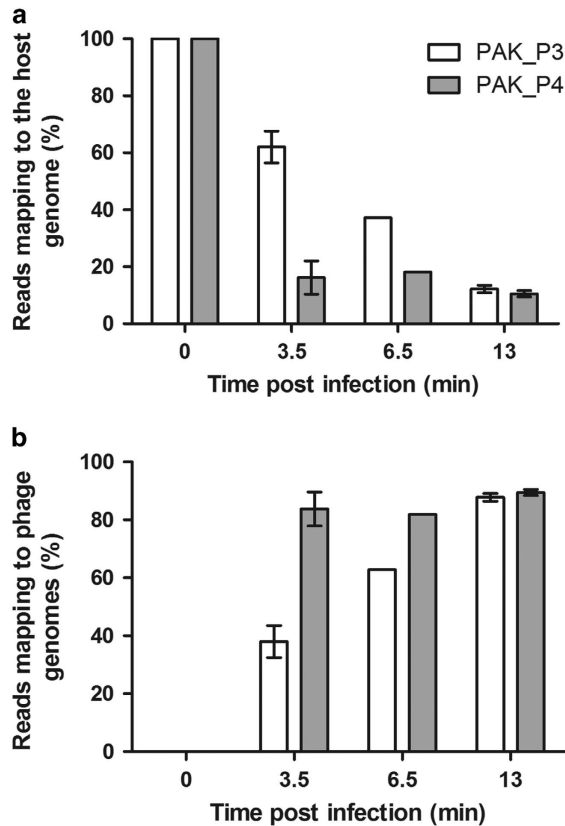 a
100
80
60
40
20
0
Reads mapping to the host
genome (%)
PAK_P3
PAK_P4
0 3.5 6.5 13
Time post infection (min)
b
100
80
60
40
20
0
Reads mapping to phage
genomes (%)
0 3.5 6.5 13
Time post infection (min)